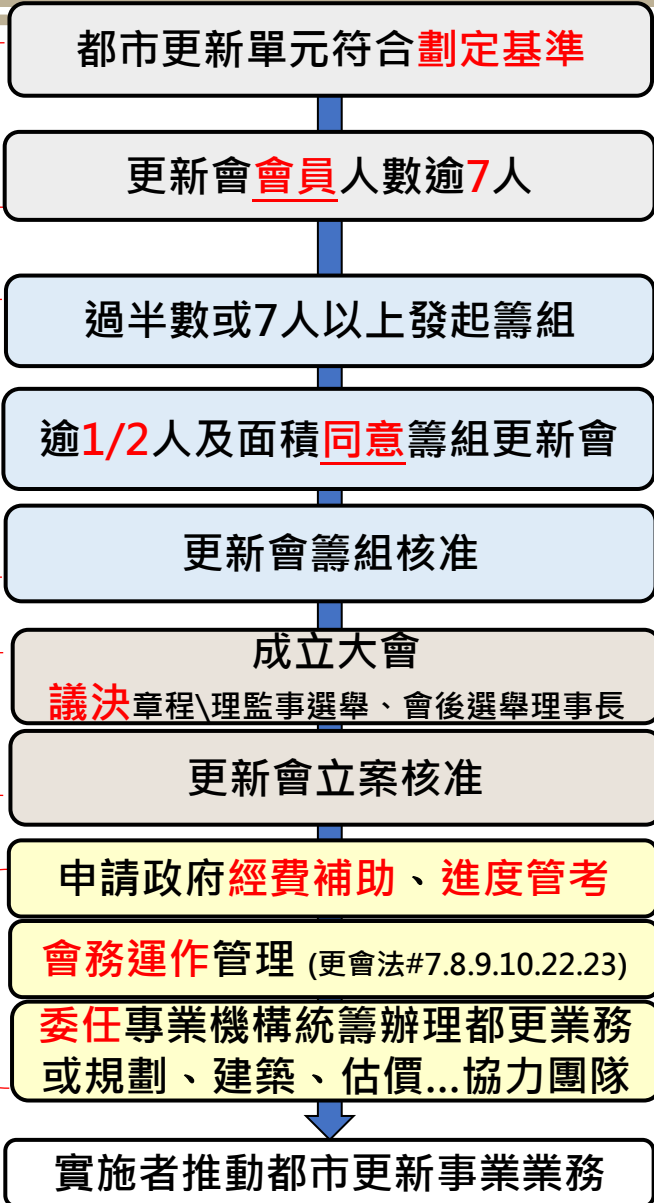 都市更新單元符合劃定基準
更新會會員人數逾7人
過半數或7人以上發起籌組
逾1/2人及面積同意籌組更新會
更新會籌組核准
成立大會
議決章程\理監事選舉、會後選舉理事長
更新會立案核准
申請政府經費補助、進度管考
會務運作管理 (更會法#7.8.9.10.22.23)
委任專業機構統籌辦理都更業務
或規劃、建築、估價...協力團隊
實施者推動都市更新事業業務